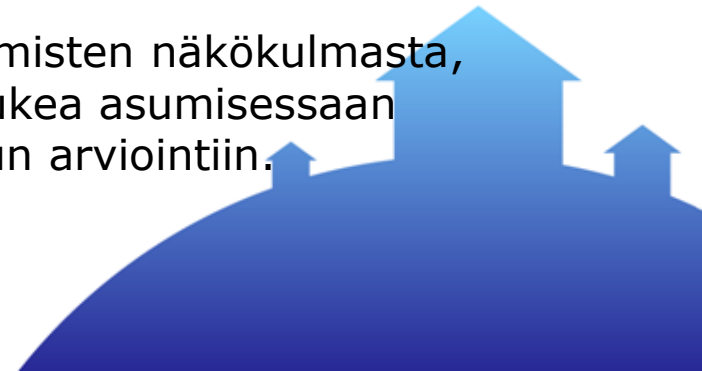 misten näkökulmasta,
ukea asumisessaan
un arviointiin.